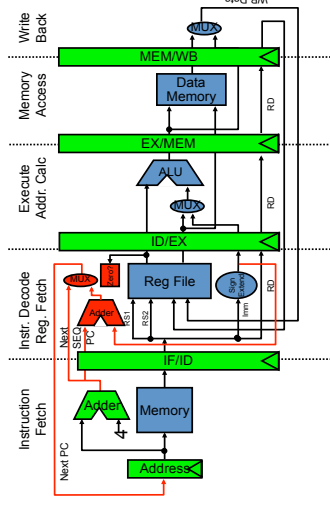 Instruction
Fetch
Instr. Decode
Reg. Fetch
Execute
Addr. Calc
Memory
Access
Write
Back
Next PC
Next
SEQ
PC
MUX
Adder
4
Adder
Zero?
Address
Memory
IF/ID
RS1
RS2
Reg File
ID/EX
MUX
ALU
EX/MEM
Data
Memory
MEM/WB
MUX
Imm
Sign
Extend
RD
RD
RD
WB Data